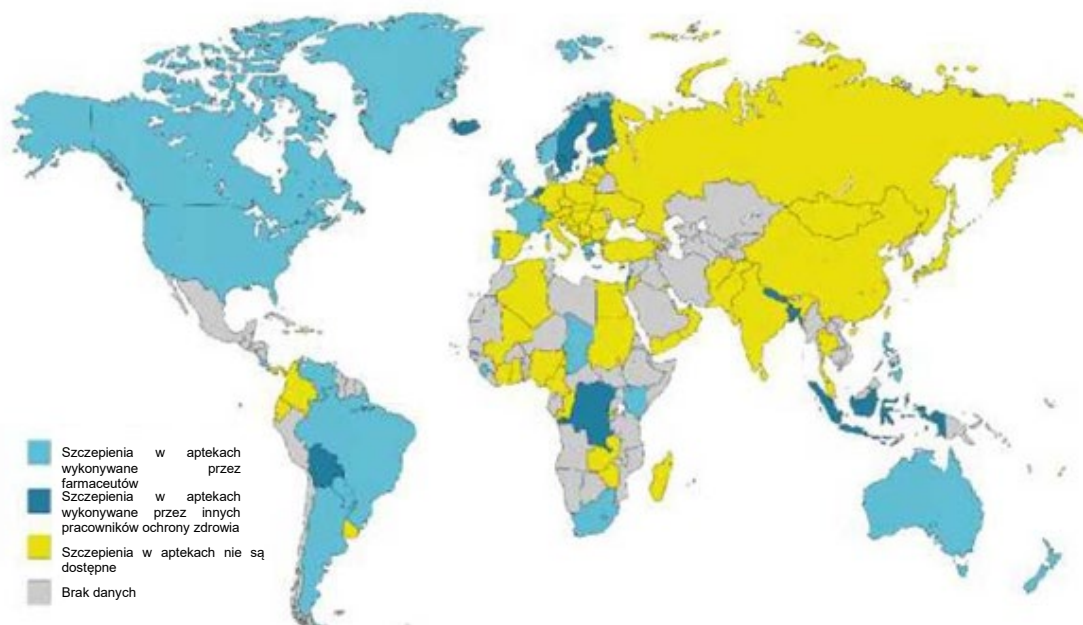 Szczepienia w aptekach
wykonywane przez
farmaceutów
Szczepienia w aptekach
wykonywane przez innych
pracowników ochrony zdrowia
Szczepienia w aptekach nie są
dostępne
Brak danych